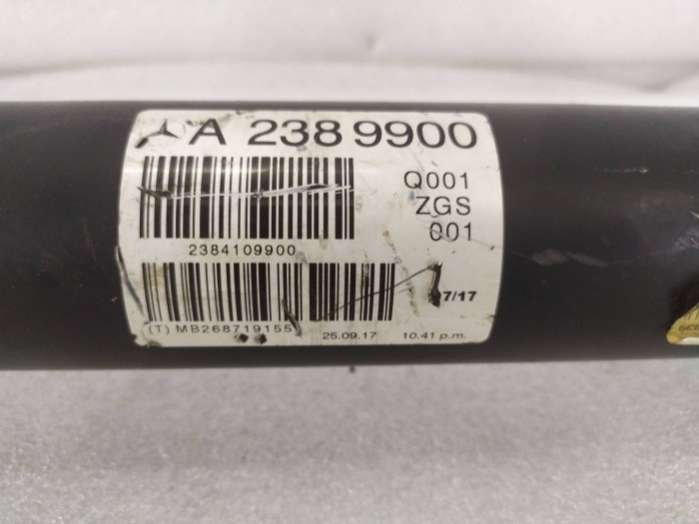 A 238 9900
Q001
ZGS
001
2384109900
7/17
(T) MB268719155
25.09.17
10.41 p.m.